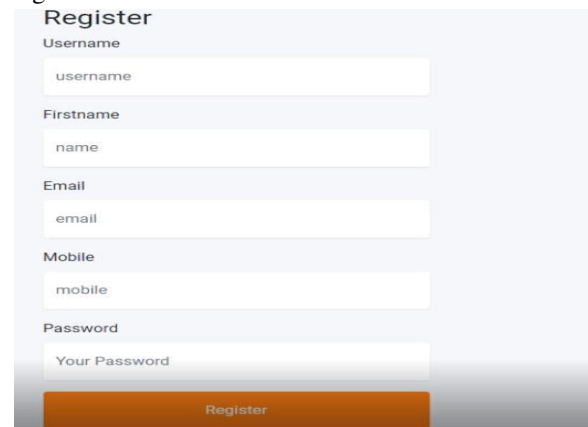 Register
Username
username
Firstname
name
Email
email
Mobile
mobile
Password
Your Password
Register